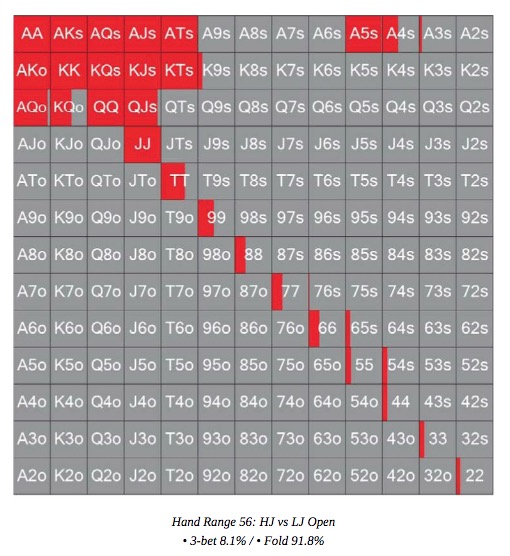 AA AKs AQs AJs ATs A9s A8s A7s A6s A5s A4s A3s A2s
AKo KK KQs KJs KTs K9s K8s K7s K6s K5s K4s K3s K2s
AQo KQo QQ QJs QTs Q9s Q8s Q7s Q6s Q5s Q4s Q3s Q2s
AJo KJo QJo JJ JTs J9s J8s J7s J6s J5s J4s J3s J2s
ATo KTo QTo JTo TT T9s T8s T7s T6s T5s T4s T3s T2s
A9o K9o Q9o J9o T9o 99 98s 97s 96s 95s 94s 93s 92s
A8o K8o Q8o J8o T8o 98o 88 87s 86s 85s 84s 83s 82s
A7o K7o Q7o J7o T7o 97o 87o 77 76s 75s 74s 73s 72s
A6o K6o Q6o J6o T6o 96o 86o 76o 66 65s 64s 63s 62s
A5o K5o Q5o J5o T5o 95o 85o 75o 65o 55 54s 53s 52s
A4o K4o Q4o J4o T4o 94o 84o 74o 64o 54o 44 43s 42s
A3o K3o Q3o J3o T3o 93o 83o 73o 63o 53o 43o 33 32s
A2o K2o Q2o J2o T2o 92o 82o 72o 62o 52o 42o 32o 22
Hand Range 56: HJ vs LJ Open
• 3-bet 8.1% / • Fold 91.8%